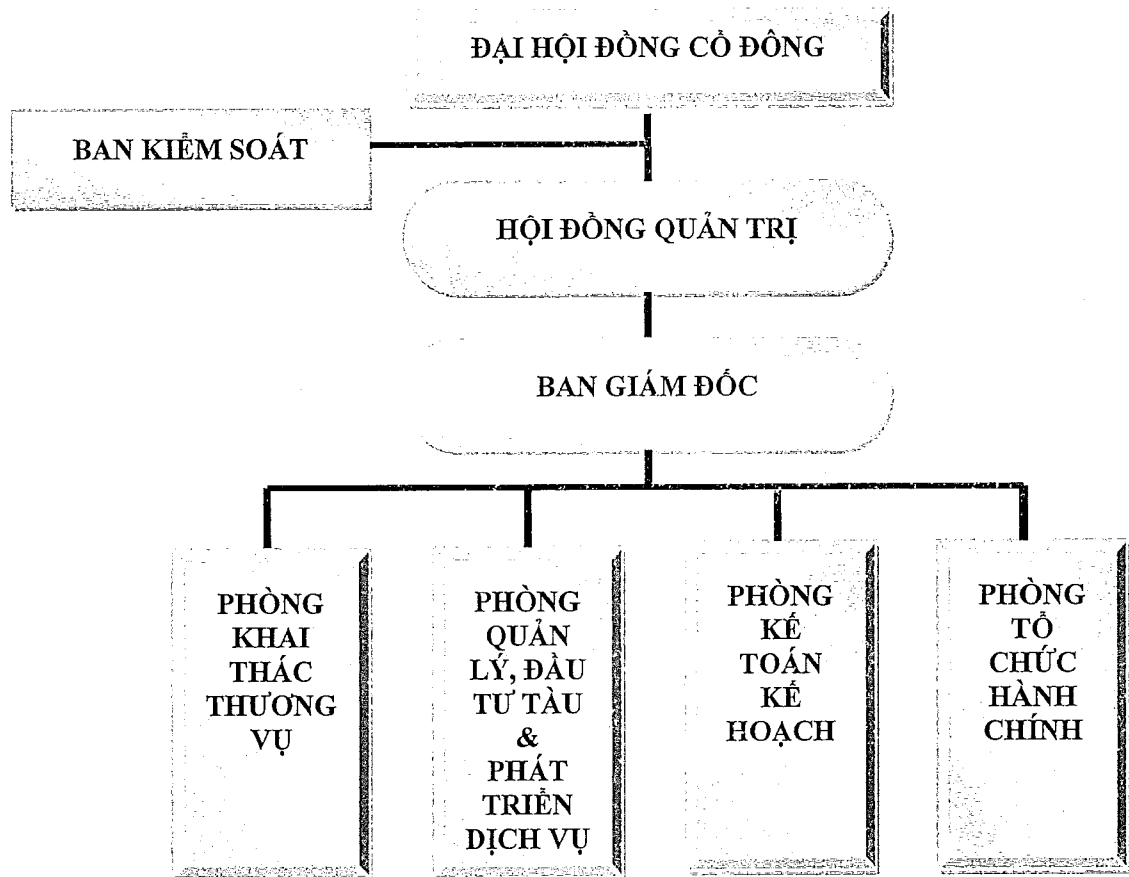 ĐẠI HỘI ĐỒNG CỔ ĐÔNG
BAN KIỂM SOÁT
HỘI ĐỒNG QUẢN TRỊ
BAN GIÁM ĐỐC
PHÒNG
KHAI
THÁC
THƯƠNG
VỤ
PHÒNG
QUẢN
LÝ, ĐẦU
TƯ TÀU
&
PHÁT
TRIỂN
DỊCH VỤ
PHÒNG
KẾ
TOÁN
KẾ
HOẠCH
PHÒNG
TỔ
CHỨC
HÀNH
CHÍNH